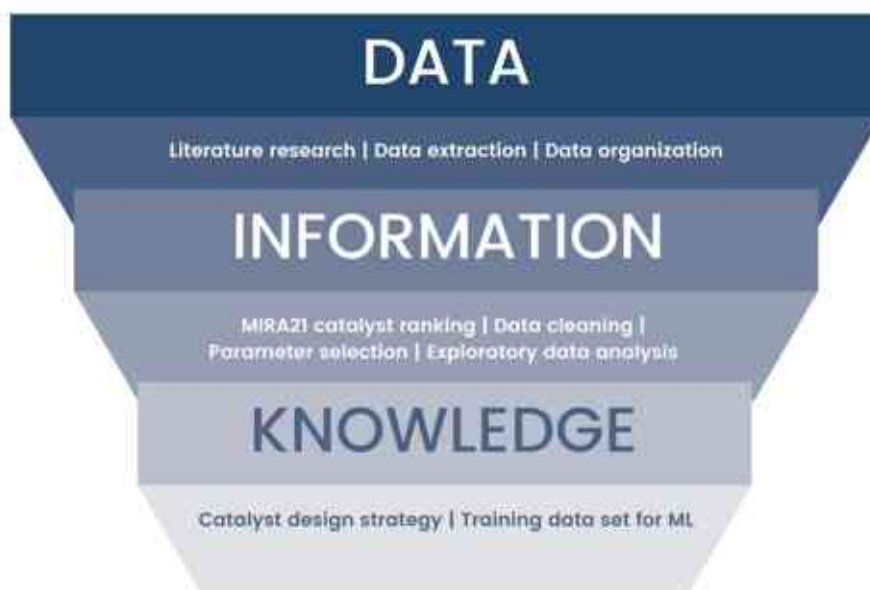 DATA
Literature research | Data extraction | Data organization
INFORMATION
MIRA21 catalyst ranking | Data cleaning |
Parameter selection | Exploratory data analysis
KNOWLEDGE
Catalyst design strategy | Training data set for ML